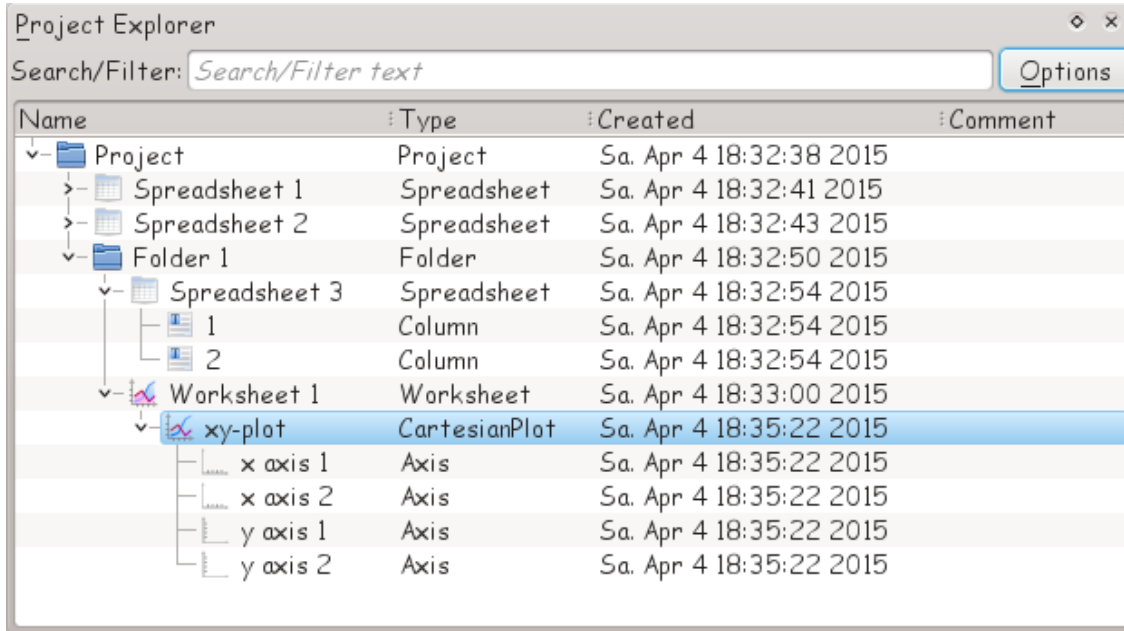 Project Explorer
Search/Filter: Search/Filter text Options
Name Type Created Comment
Project Project Sa. Apr 4 18:32:38 2015
Spreadsheet 1 Spreadsheet Sa. Apr 4 18:32:41 2015
Spreadsheet 2 Spreadsheet Sa. Apr 4 18:32:43 2015
Folder 1 Folder Sa. Apr 4 18:32:50 2015
Spreadsheet 3 Spreadsheet Sa. Apr 4 18:32:54 2015
1 Column Sa. Apr 4 18:32:54 2015
2 Column Sa. Apr 4 18:32:54 2015
Worksheet 1 Worksheet Sa. Apr 4 18:33:00 2015
xy-plot CartesianPlot Sa. Apr 4 18:35:22 2015
x axis 1 Axis Sa. Apr 4 18:35:22 2015
x axis 2 Axis Sa. Apr 4 18:35:22 2015
y axis 1 Axis Sa. Apr 4 18:35:22 2015
y axis 2 Axis Sa. Apr 4 18:35:22 2015